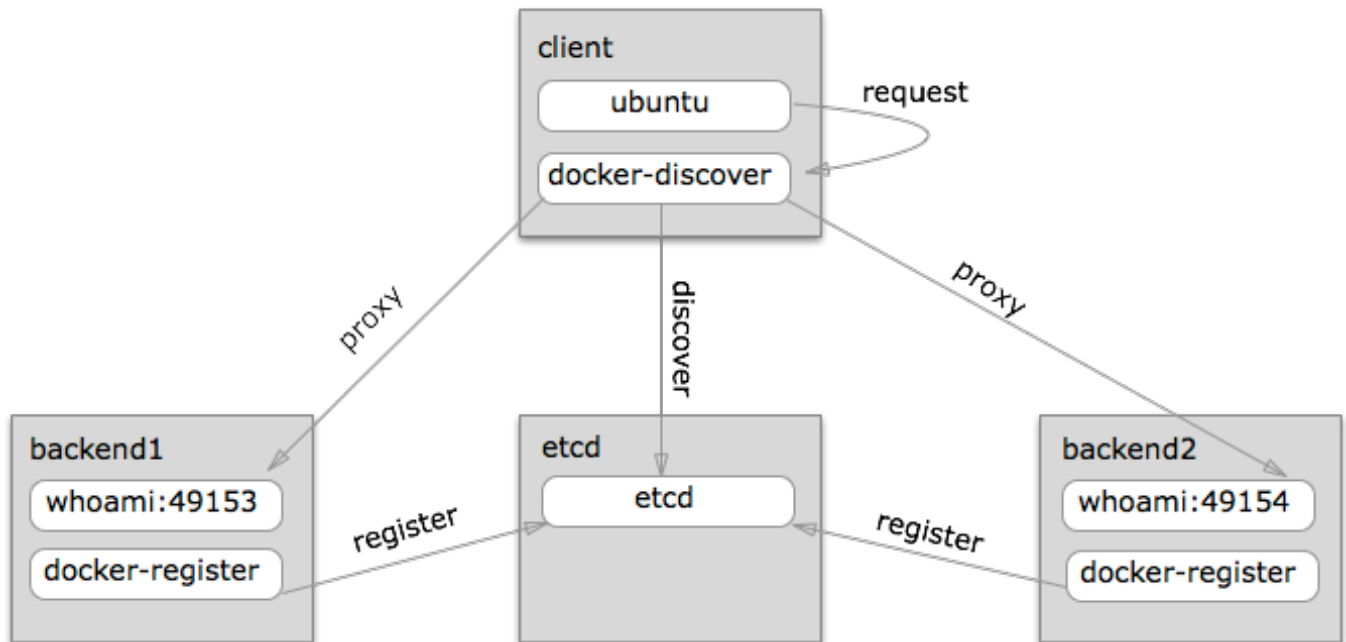 client
ubuntu
request
docker-discover
proxy
discover
proxy
backend1
whoami:49153
docker-register
register
etcd
etcd
register
backend2
whoami:49154
docker-register